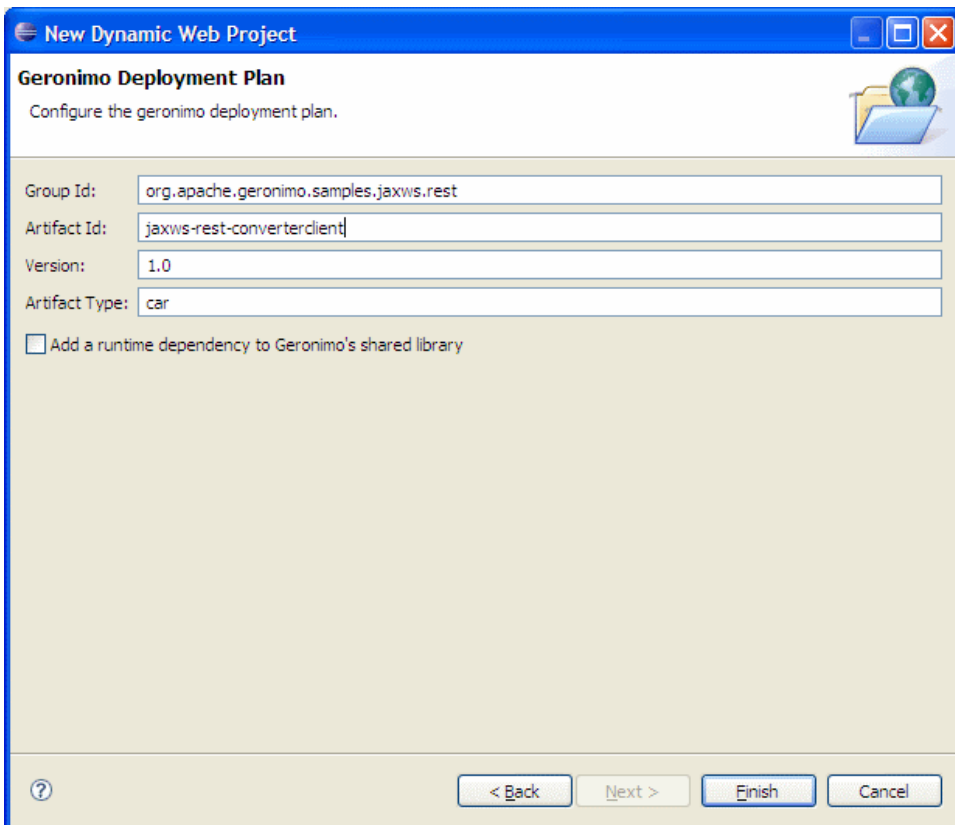 New Dynamic Web Project
Geronimo Deployment Plan
Configure the geronimo deployment plan.
Group Id: org.apache.geronimo.samples.jaxws.rest
Artifact Id: jaxws-rest-converterclient
Version: 1.0
Artifact Type: car
Add a runtime dependency to Geronimo's shared library
? < Back Next > Finish Cancel